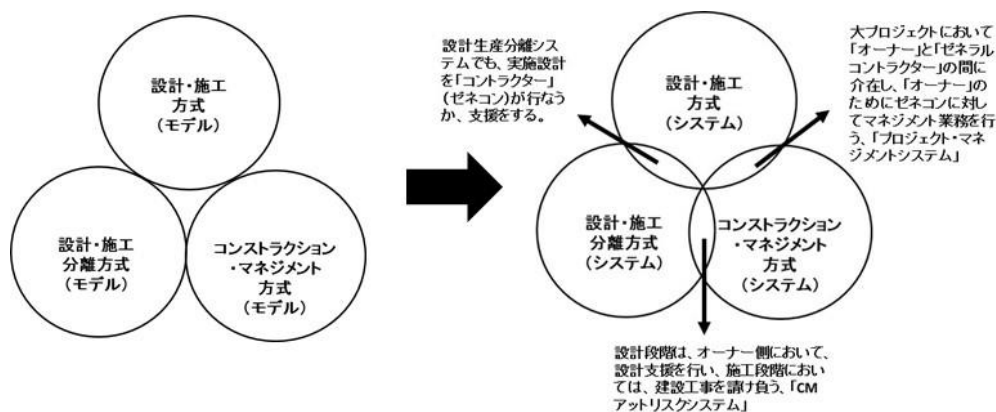 設計・施工
方式
(モデル)
設計・施工
分離方式
(モデル)
コンストラクション
・マネジメント
方式
(モデル)
設計生産分離シス
テムでも、実施設計
を「コントラクター」
(ゼネコン)が行なう
か、支援をする。
設計・施工
方式
(システム)
大プロジェクトにおいて
「オーナー」と「ゼネラル
コントラクター」の間に
介在し、「オーナー」の
ためにゼネコンに対し
てマネジメント業務を行
う、「プロジェクト・マネ
ジメントシステム」
設計・施工
分離方式
(システム)
コンストラクション
・マネジメント
方式
(システム)
設計段階は、オーナー側において、
設計支援を行い、施工段階におい
ては、建設工事を請け負う、「CM
アットリスクシステム」